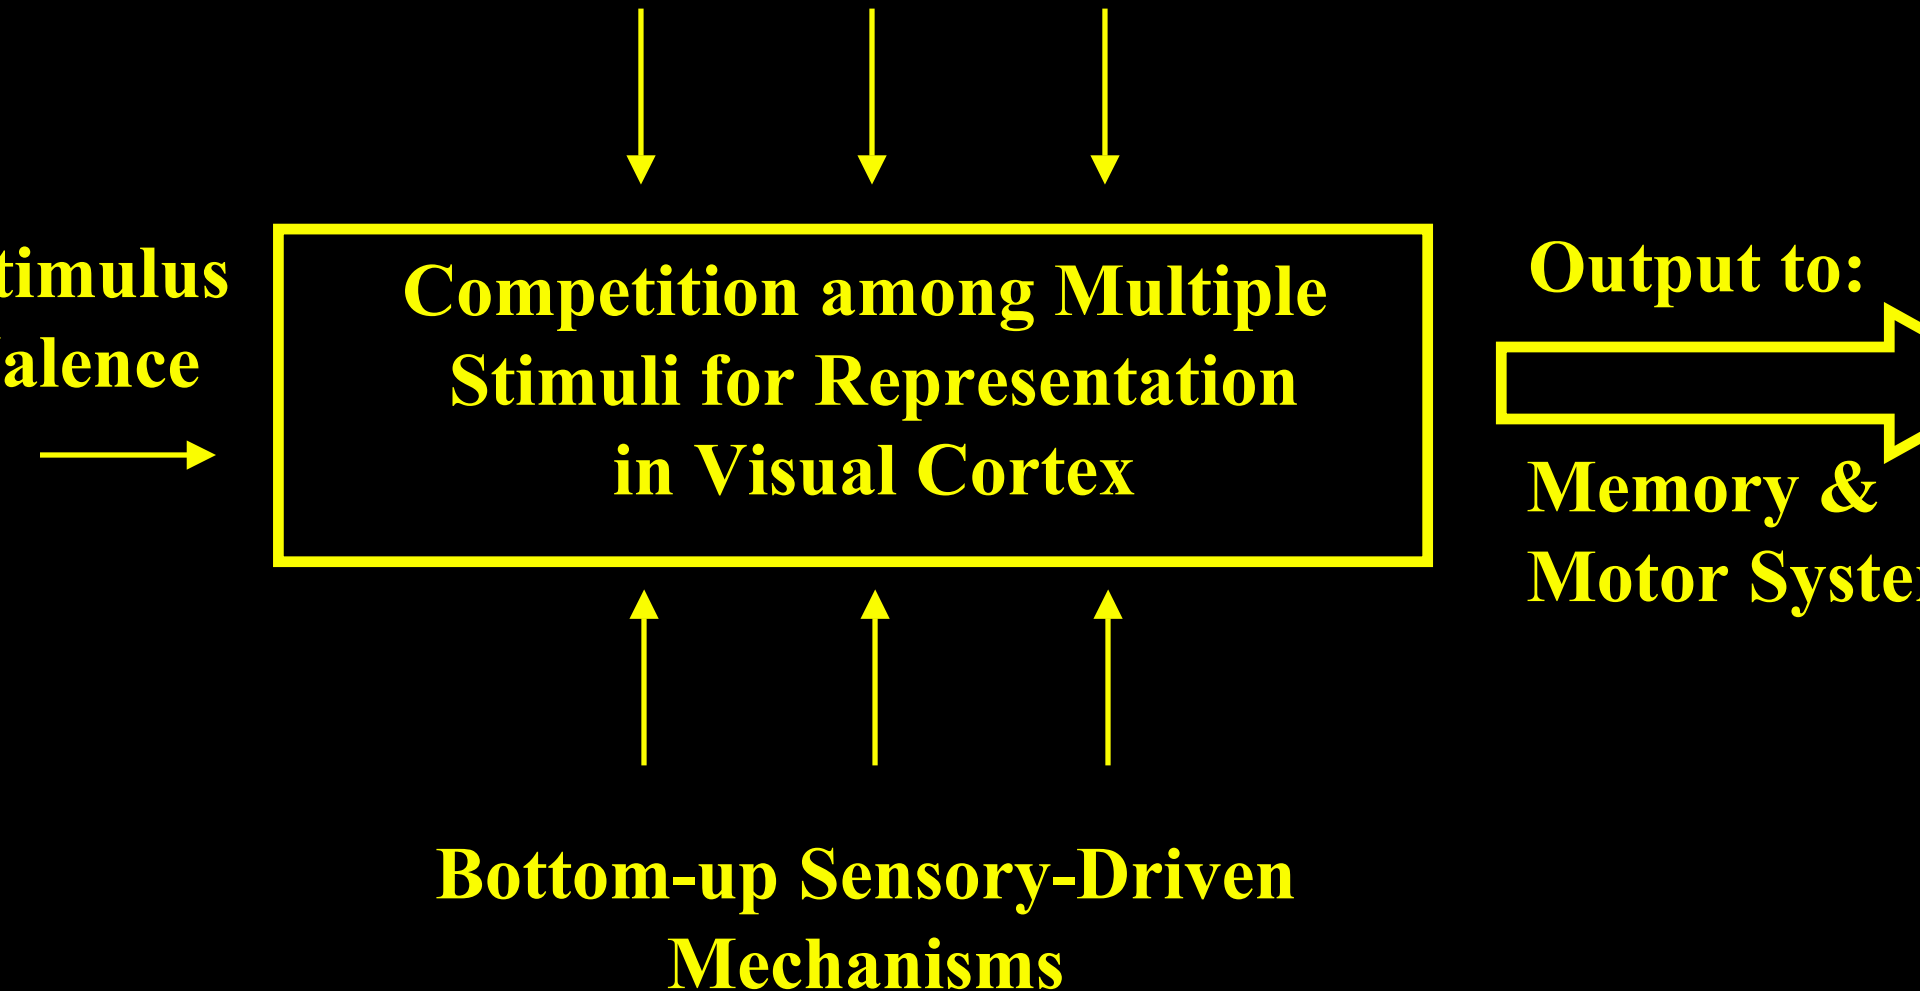 timulus
alence
Competition among Multiple
Stimuli for Representation
in Visual Cortex
Output to:
Memory &
Motor Syste
Bottom-up Sensory-Driven
Mechanisms